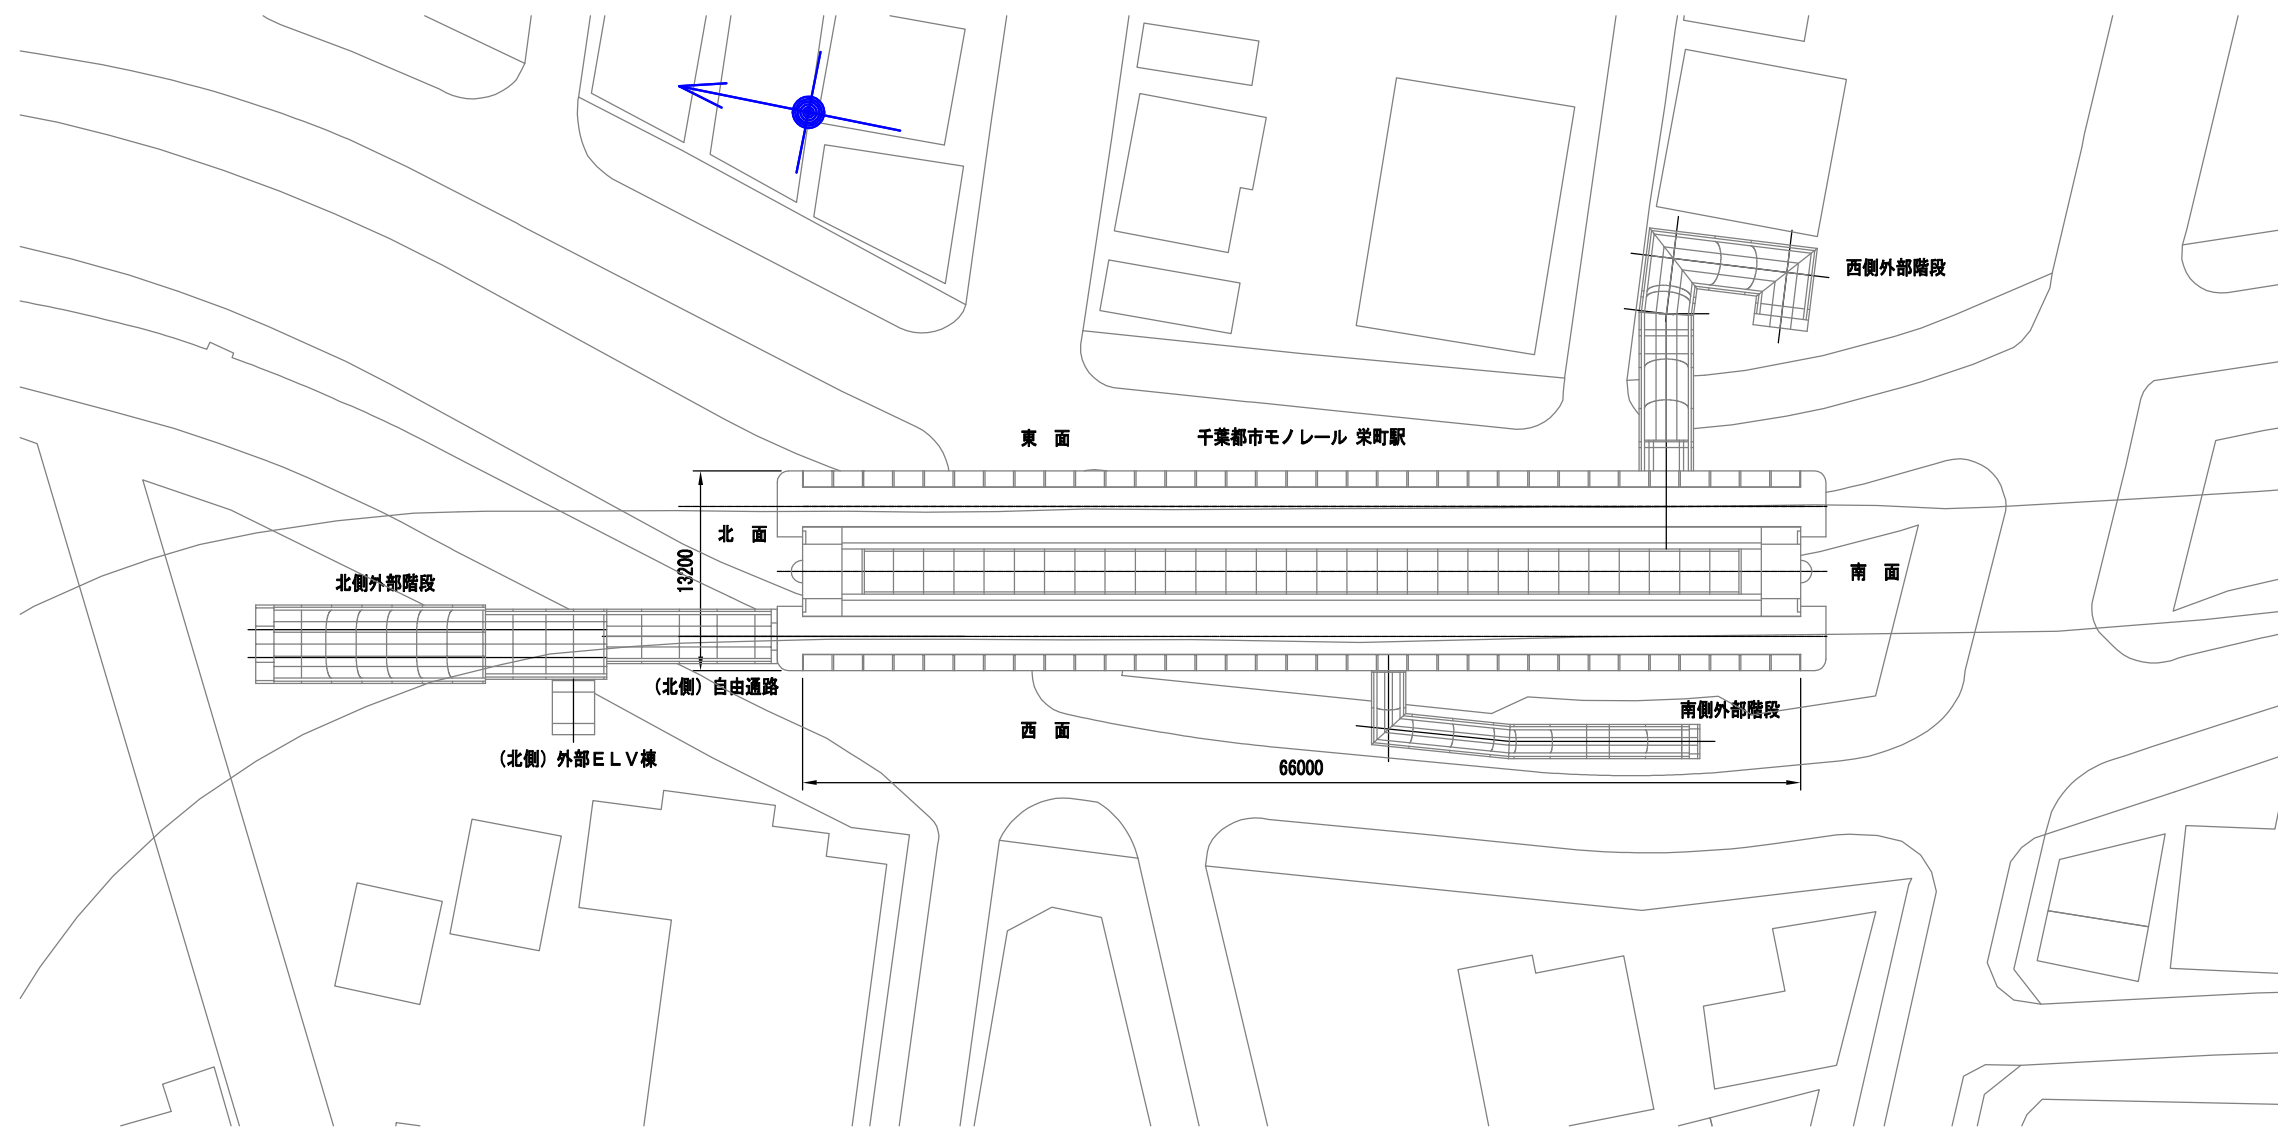 西側外部階段
東　面
千葉都市モノレール 栄町駅
北　面
13200
南　面
北側外部階段
(北側) 自由通路
南側外部階段
西　面
(北側) 外部ＥＬＶ棟
66000